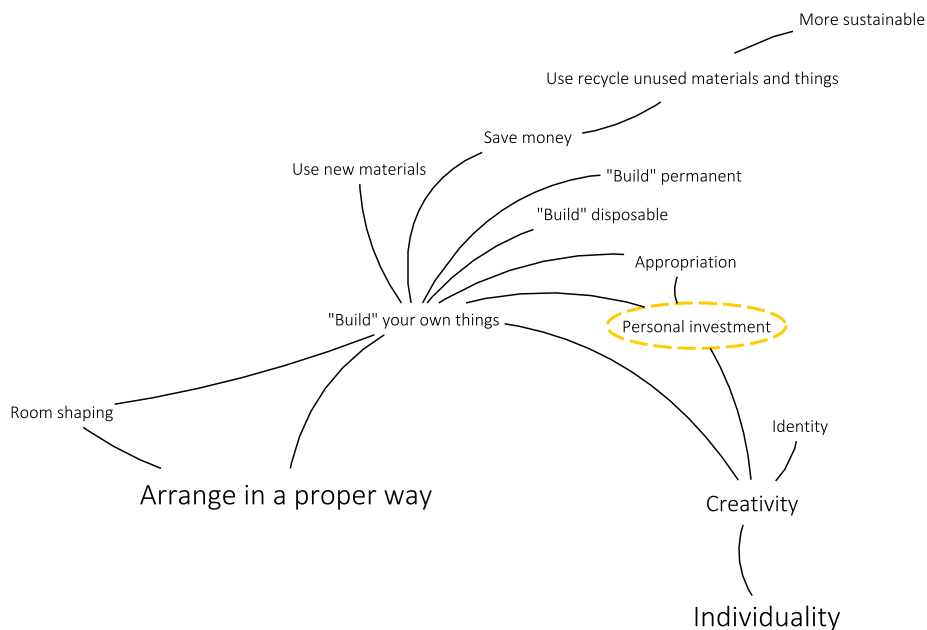 More sustainable
Use recycle unused materials and things
Save money
Use new materials
"Build" permanent
"Build" disposable
Appropriation
"Build" your own things
Personal investment
Room shaping
Identity
Arrange in a proper way
Creativity
Individuality